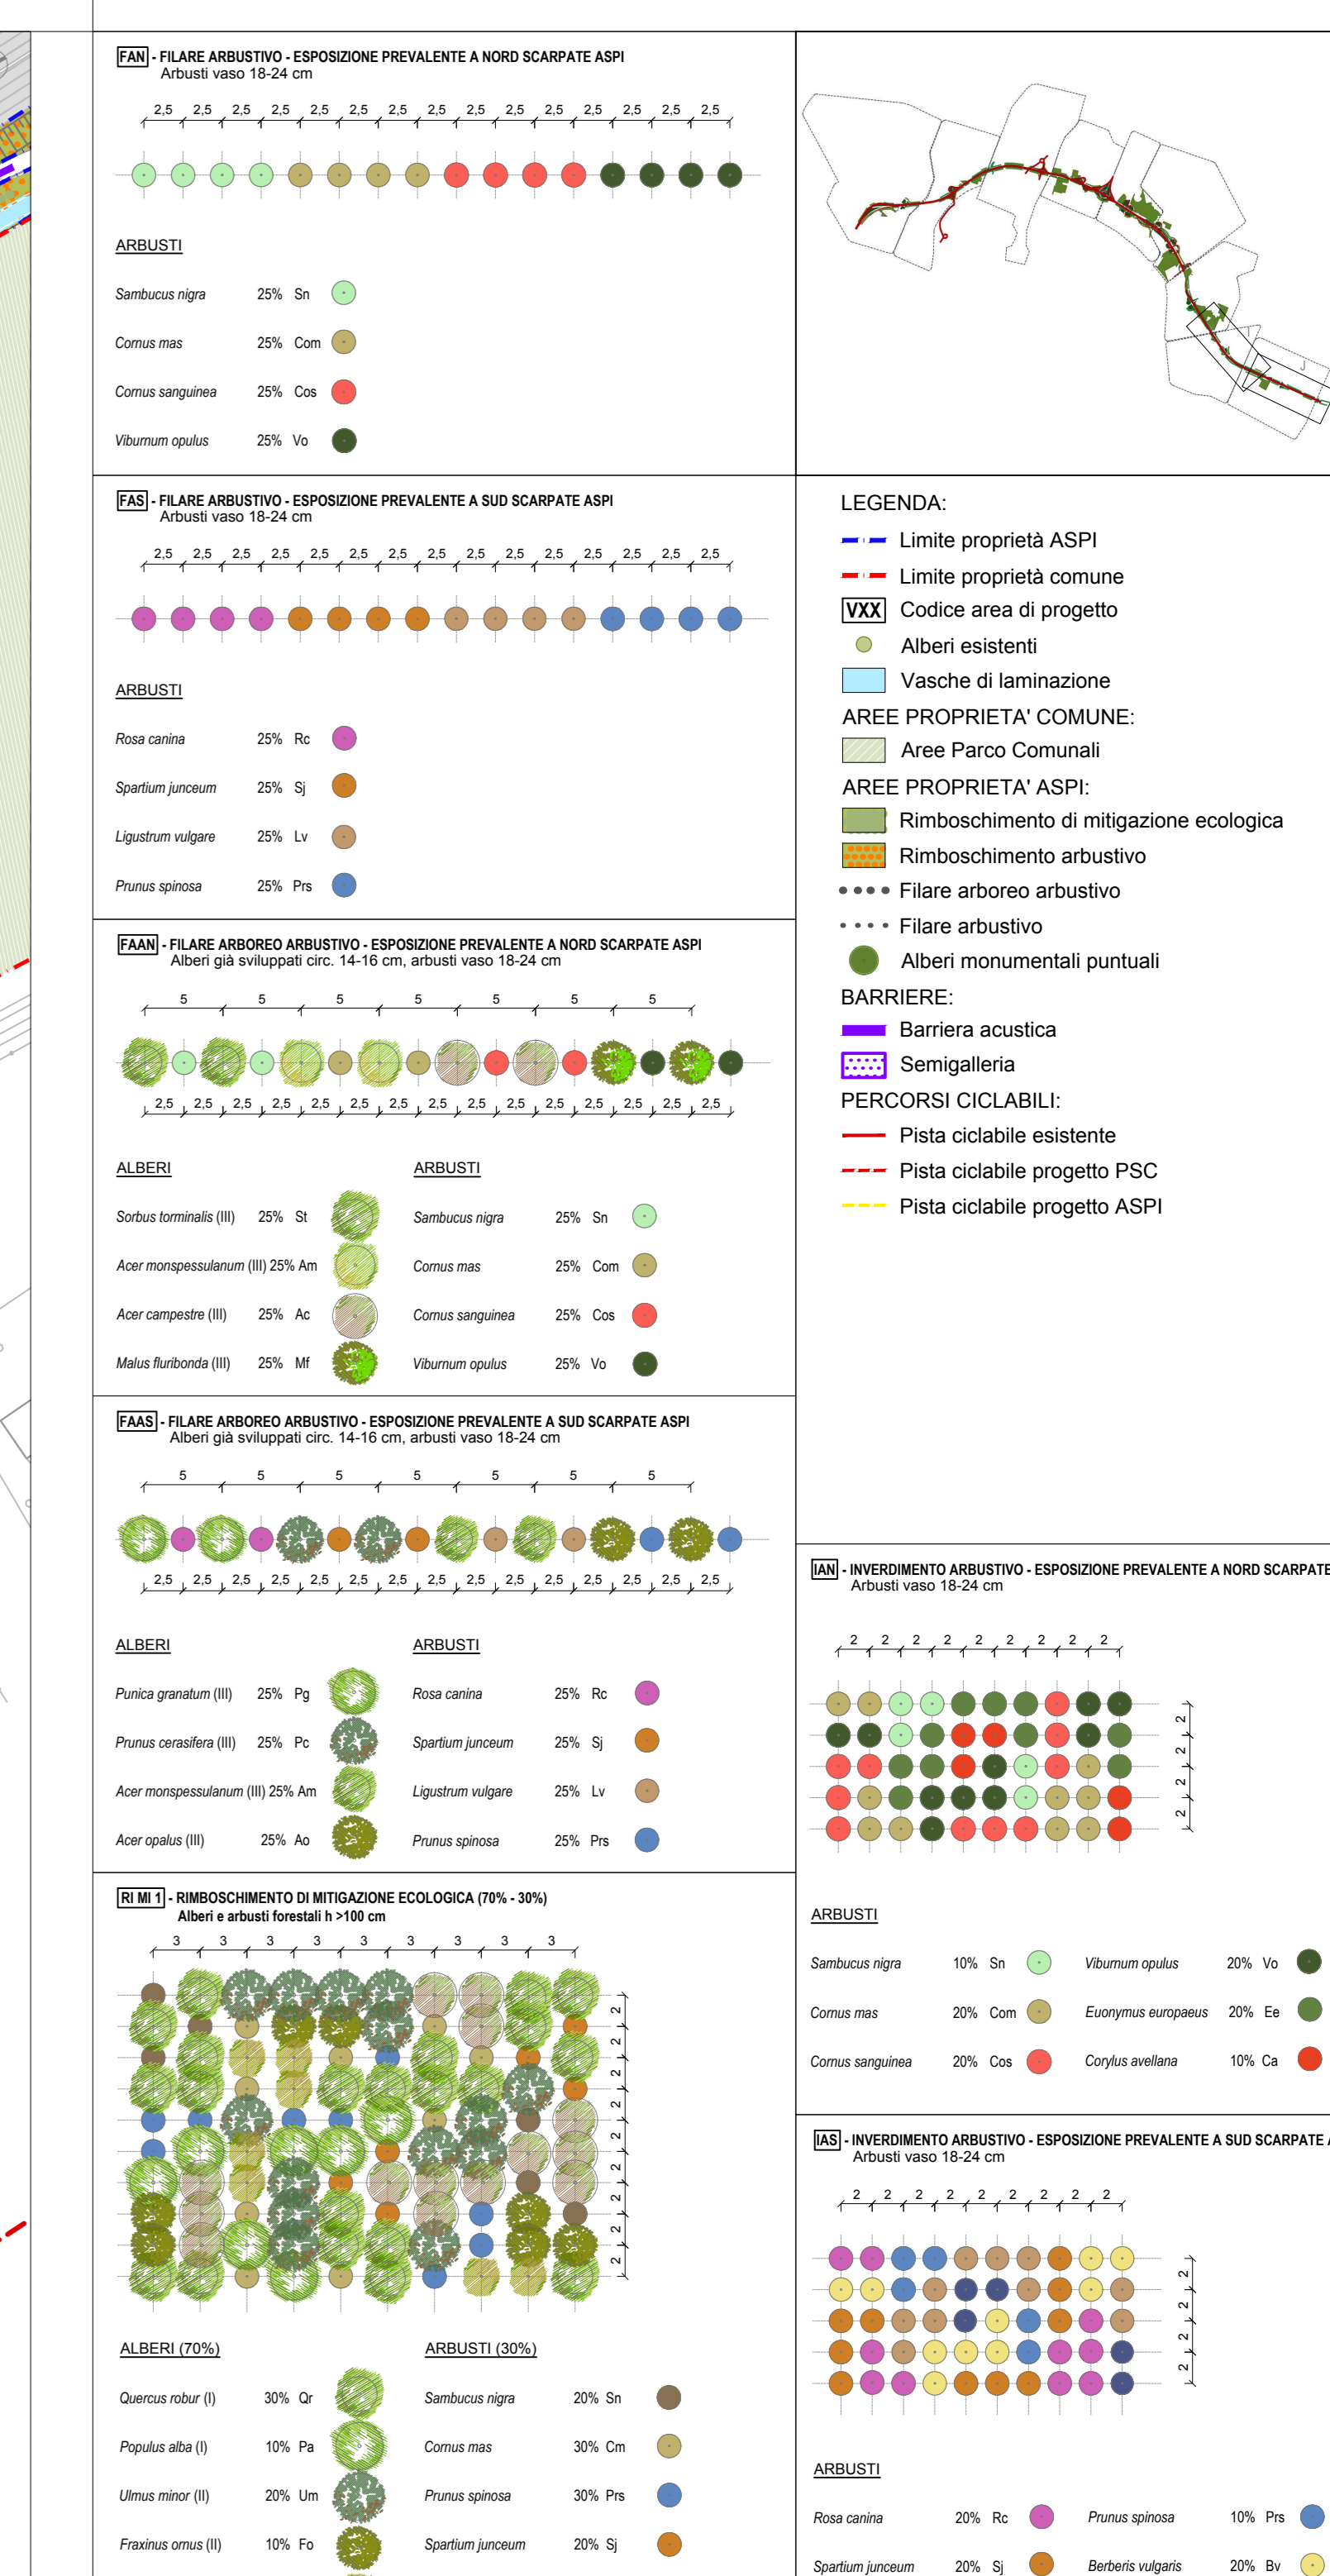 FAN - FILARE ARBUSTIVO - ESPOSIZIONE PREVALENTE A NORD SCARPATE ASPI
Arbusti vaso 18-24 cm
2,5 2,5 2,5 2,5 2,5 2,5 2,5 2,5 2,5 2,5 2,5 2,5 2,5 2,5 2,5
ARBUSTI
Sambucus nigra 25% Sn
Cornus mas 25% Com
Cornus sanguinea 25% Cos
Viburnum opulus 25% Vo
FAS - FILARE ARBUSTIVO - ESPOSIZIONE PREVALENTE A SUD SCARPATE ASPI
Arbusti vaso 18-24 cm
2,5 2,5 2,5 2,5 2,5 2,5 2,5 2,5 2,5 2,5 2,5 2,5 2,5 2,5 2,5
ARBUSTI
Rosa canina 25% Rc
Spartium junceum 25% Sj
Ligustrum vulgare 25% Lv
Prunus spinosa 25% Prs
FAAN - FILARE ARBOREO ARBUSTIVO - ESPOSIZIONE PREVALENTE A NORD SCARPATE ASPI
Alberi già sviluppati circ. 14-16 cm, arbusti vaso 18-24 cm
5 5 5 5 5 5 5
2,5 2,5 2,5 2,5 2,5 2,5 2,5 2,5 2,5 2,5 2,5 2,5 2,5 2,5 2,5
ALBERI
Sorbus torminalis (III) 25% St
Acer monspessulanum (III) 25% Am
Acer campestre (III) 25% Ac
Malus fluribonda (III) 25% Mf
ARBUSTI
Sambucus nigra 25% Sn
Cornus mas 25% Com
Cornus sanguinea 25% Cos
Viburnum opulus 25% Vo
FAAS - FILARE ARBOREO ARBUSTIVO - ESPOSIZIONE PREVALENTE A SUD SCARPATE ASPI
Alberi già sviluppati circ. 14-16 cm, arbusti vaso 18-24 cm
5 5 5 5 5 5 5
2,5 2,5 2,5 2,5 2,5 2,5 2,5 2,5 2,5 2,5 2,5 2,5 2,5 2,5 2,5
ALBERI
Punica granatum (III) 25% Pg
Prunus cerasifera (III) 25% Pc
Acer monspessulanum (III) 25% Am
Acer opalus (III) 25% Ao
ARBUSTI
Rosa canina 25% Rc
Spartium junceum 25% Sj
Ligustrum vulgare 25% Lv
Prunus spinosa 25% Prs
RI MI 1 - RIMBOSCHIMENTO DI MITIGAZIONE ECOLOGICA (70% - 30%)
Alberi e arbusti forestali h >100 cm
3 3 3 3 3 3 3 3 3
2
2
2
2
2
2
2
2
2
ALBERI (70%)
Quercus robur (I) 30% Qr
Populus alba (I) 10% Pa
Ulmus minor (II) 20% Um
Fraxinus ornus (II) 10% Fo
ARBUSTI (30%)
Sambucus nigra 20% Sn
Cornus mas 30% Cm
Prunus spinosa 30% Prs
Spartium junceum 20% Sj
I
J
LEGENDA:
Limite proprietà ASPI
Limite proprietà comune
VXX Codice area di progetto
Alberi esistenti
Vasche di laminazione
AREE PROPRIETA' COMUNE:
Aree Parco Comunali
AREE PROPRIETA' ASPI:
Rimboschimento di mitigazione ecologica
Rimboschimento arbustivo
Filare arboreo arbustivo
Filare arbustivo
Alberi monumentali puntuali
BARRIERE:
Barriera acustica
Semigalleria
PERCORSI CICLABILI:
Pista ciclabile esistente
Pista ciclabile progetto PSC
Pista ciclabile progetto ASPI
IAN - INVERDIMENTO ARBUSTIVO - ESPOSIZIONE PREVALENTE A NORD SCARPATE
Arbusti vaso 18-24 cm
2 2 2 2 2 2 2 2 2
2
2
2
2
ARBUSTI
Sambucus nigra 10% Sn
Cornus mas 20% Com
Cornus sanguinea 20% Cos
Viburnum opulus 20% Vo
Euonymus europaeus 20% Ee
Corylus avellana 10% Ca
IAS - INVERDIMENTO ARBUSTIVO - ESPOSIZIONE PREVALENTE A SUD SCARPATE
Arbusti vaso 18-24 cm
2 2 2 2 2 2 2 2 2
2
2
2
2
ARBUSTI
Rosa canina 20% Rc
Spartium junceum 20% Sj
Prunus spinosa 10% Prs
Berberis vulgaris 20% Bv